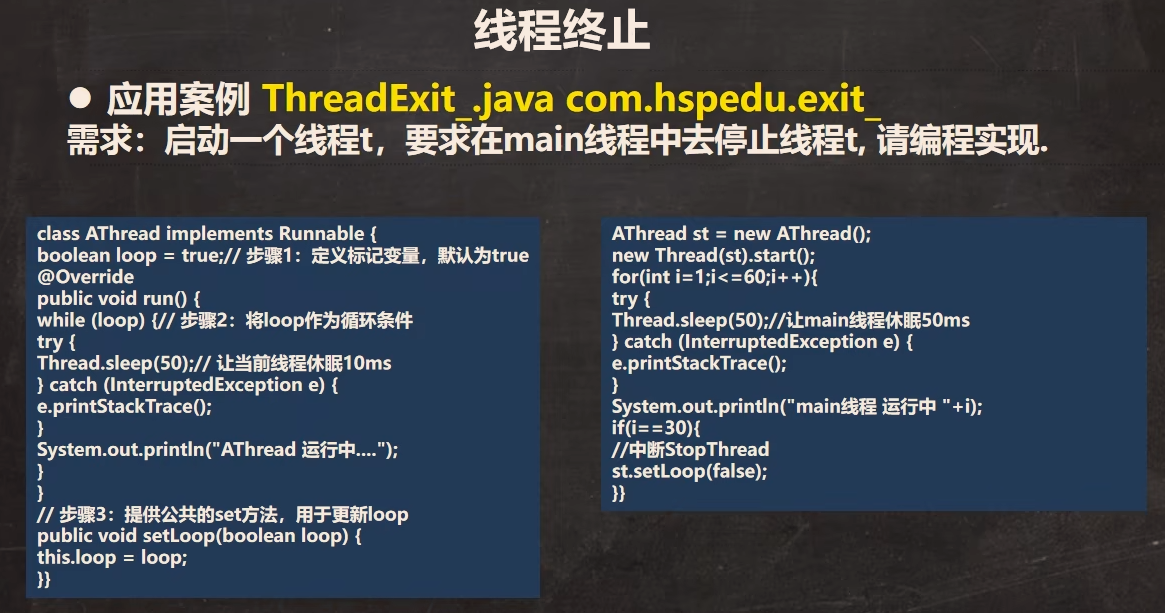 线程终止
● 应用案例 ThreadExit_.java com.hspedu.exit_
需求：启动一个线程t，要求在main线程中去停止线程t, 请编程实现.
class AThread implements Runnable {
boolean loop = true;// 步骤1：定义标记变量，默认为true
@Override
public void run() {
while (loop) {// 步骤2：将loop作为循环条件
try {
Thread.sleep(50);// 让当前线程休眠10ms
} catch (InterruptedException e) {
e.printStackTrace();
}
System.out.println("AThread 运行中....");
}
}
// 步骤3：提供公共的set方法，用于更新loop
public void setLoop(boolean loop) {
this.loop = loop;
}}
AThread st = new AThread();
new Thread(st).start();
for(int i=1;i<=60;i++){
try {
Thread.sleep(50);//让main线程休眠50ms
} catch (InterruptedException e) {
e.printStackTrace();
}
System.out.println("main线程 运行中 "+i);
if(i==30){
//中断StopThread
st.setLoop(false);
}}